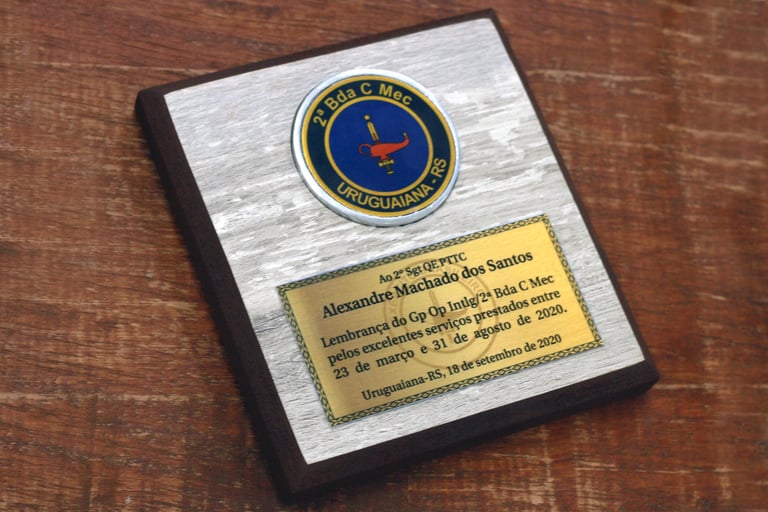 2ª Bda C Mec
URUGUAIANA - RS
Ao 2º Sgt QE PTTC
Alexandre Machado dos Santos
Lembrança do Gp Op Intlg/2ª Bda C Mec
pelos excelentes serviços prestados entre
23 de março e 31 de agosto de 2020.
Uruguaiana-RS, 18 de setembro de 2020